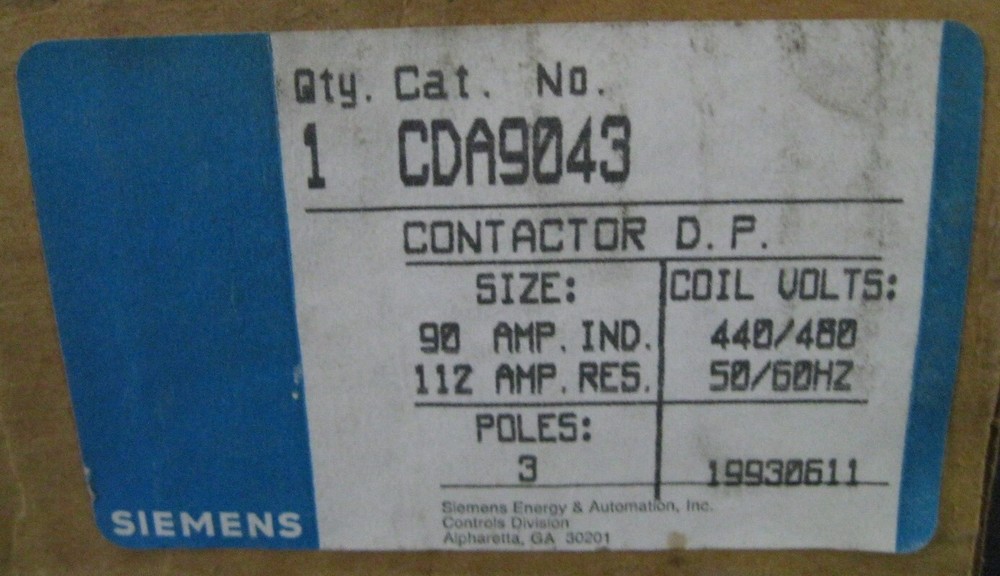 Qty. Cat. No.
1 CDA9043
CONTACTOR D.P.
SIZE:
90 AMP. IND.
112 AMP. RES.
COIL VOLTS:
440/480
50/60HZ
POLES:
3
19930611
Siemens Energy & Automation, Inc.
Controls Division
Alpharetta, GA 30201
SIEMENS